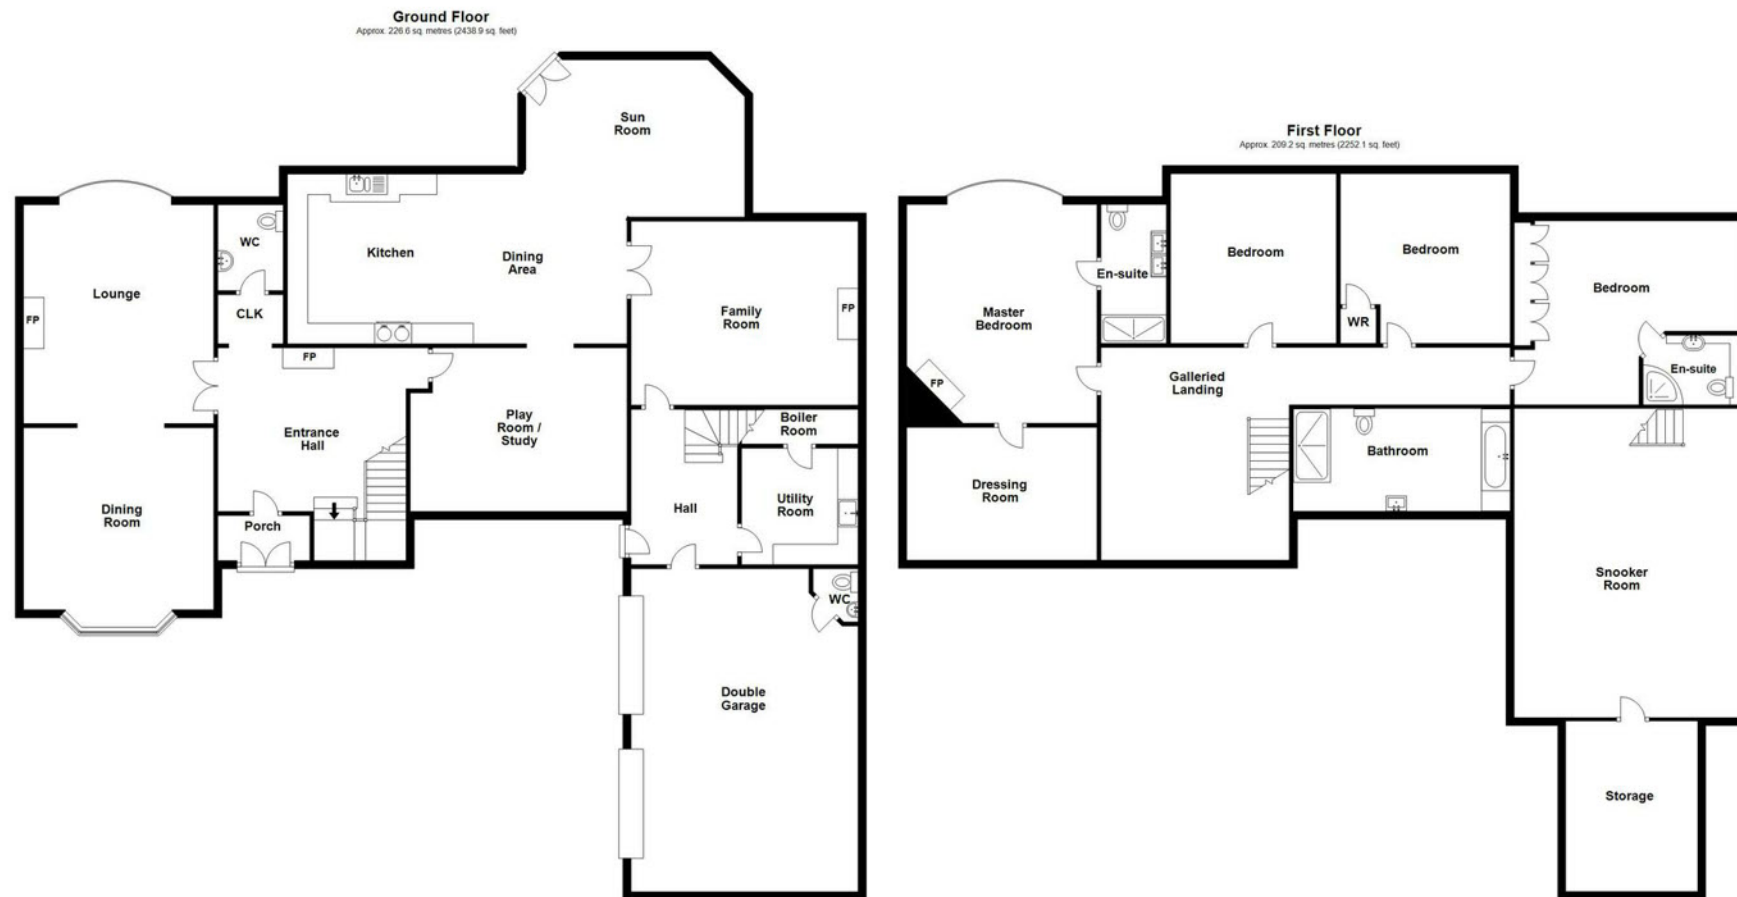 Ground Floor
Approx. 226.6 sq. metres (2438.9 sq. feet)
Sun
Room
WC
Kitchen
Dining
Area
Lounge
FP
CLK
FP
Family
Room
FP
Entrance
Hall
Play
Room /
Study
Boiler
Room
Dining
Room
Porch
Hall
Utility
Room
WC
Double
Garage
First Floor
Approx. 209.2 sq. metres (2252.1 sq. feet)
Master
Bedroom
En-suite
Bedroom
Bedroom
WR
Bedroom
FP
Galleried
Landing
En-suite
Dressing
Room
Bathroom
Snooker
Room
Storage